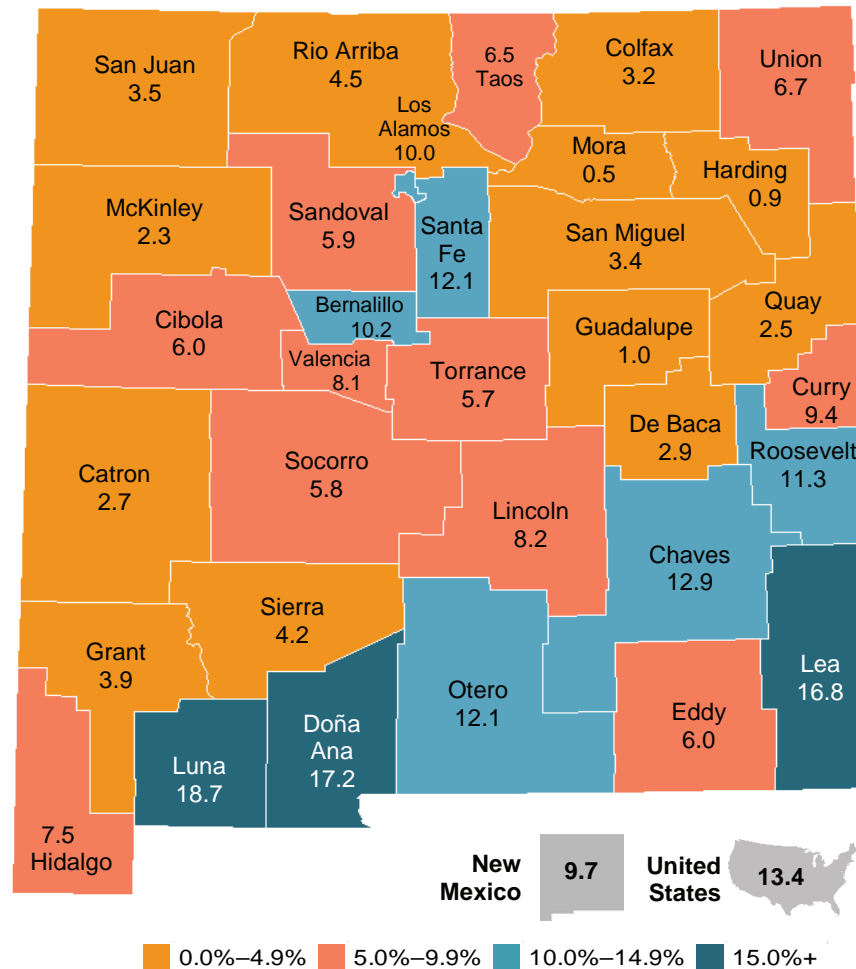 San Juan
3.5
Rio Arriba
4.5
6.5
Taos
Colfax
3.2
Union
6.7
Los
Alamos
10.0
Mora
0.5
Harding
0.9
McKinley
2.3
Sandoval
5.9
Santa
Fe
12.1
San Miguel
3.4
Bernalillo
10.2
Cibola
6.0
Valencia
8.1
Torrance
5.7
Guadalupe
1.0
Quay
2.5
Curry
9.4
De Baca
2.9
Roosevelt
11.3
Catron
2.7
Socorro
5.8
Lincoln
8.2
Chaves
12.9
Sierra
4.2
Grant
3.9
Otero
12.1
Eddy
6.0
Lea
16.8
Luna
18.7
Doña
Ana
17.2
7.5
Hidalgo
New
Mexico
9.7
United
States
13.4
0.0%–4.9%
5.0%–9.9%
10.0%–14.9%
15.0%+